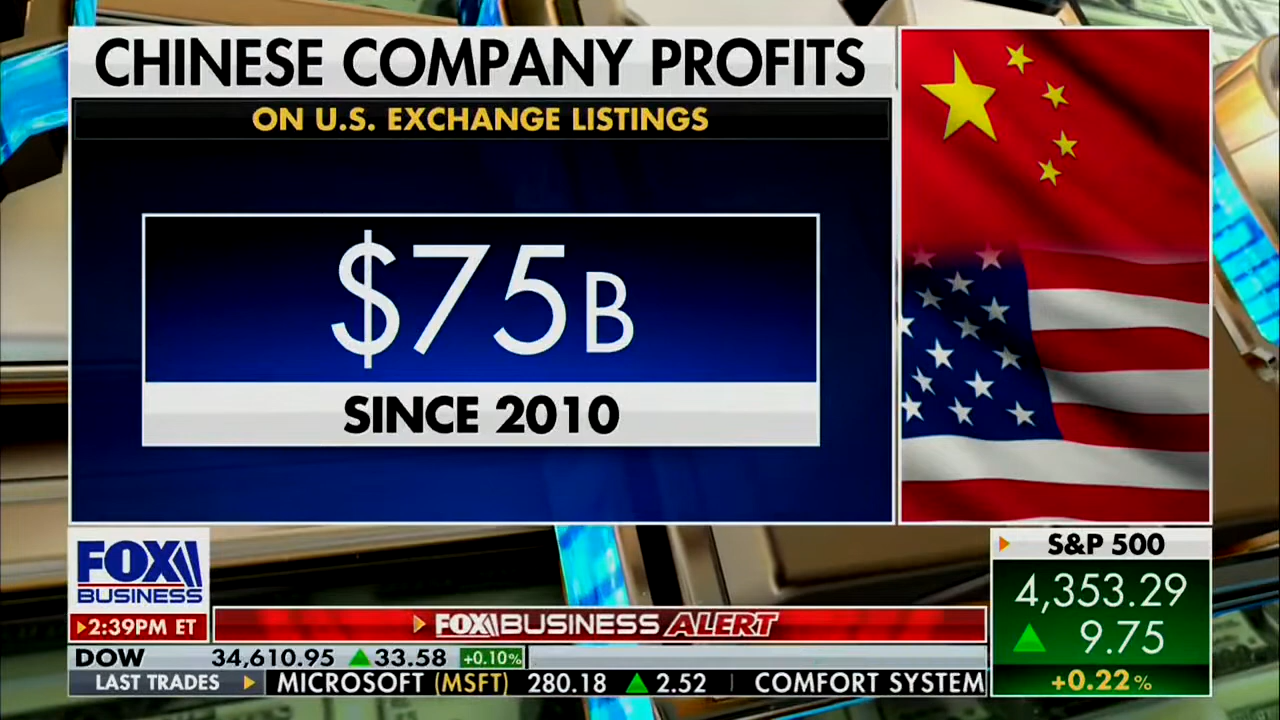 CHINESE COMPANY PROFITS
ON U.S. EXCHANGE LISTINGS
$75B
SINCE 2010
FOX
BUSINESS
2:39PM ET
FOX BUSINESS ALERT
S&P 500
4,353.29
9.75
+0.22%
DOW 34,610.95 33.58 +0.10%
LAST TRADES MICROSOFT (MSFT) 280.18 2.52 COMFORT SYSTEM